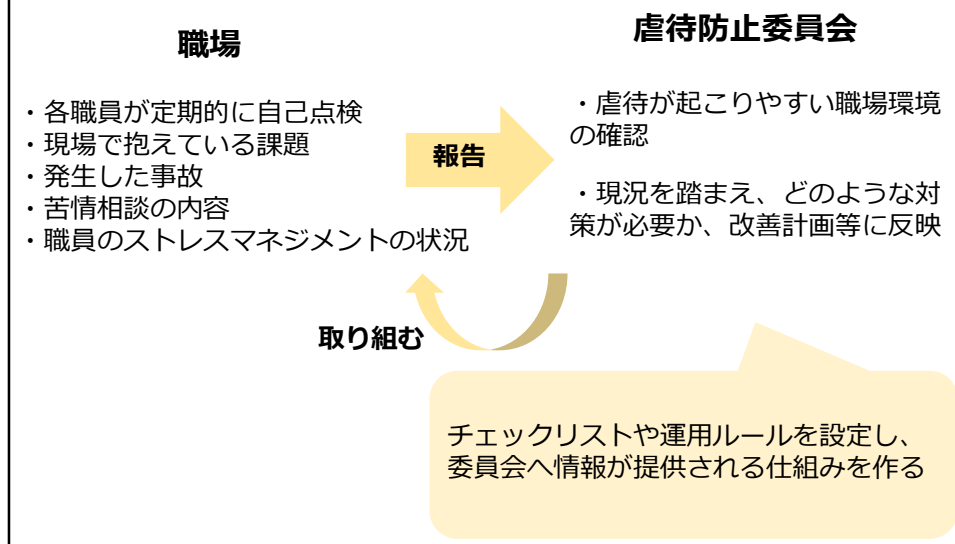 職場
・各職員が定期的に自己点検
・現場で抱えている課題
・発生した事故
・苦情相談の内容
・職員のストレスマネジメントの状況
報告
虐待防止委員会
・虐待が起こりやすい職場環境
の確認
・現況を踏まえ、どのような対
策が必要か、改善計画等に反映
取り組む
チェックリストや運用ルールを設定し、
委員会へ情報が提供される仕組みを作る